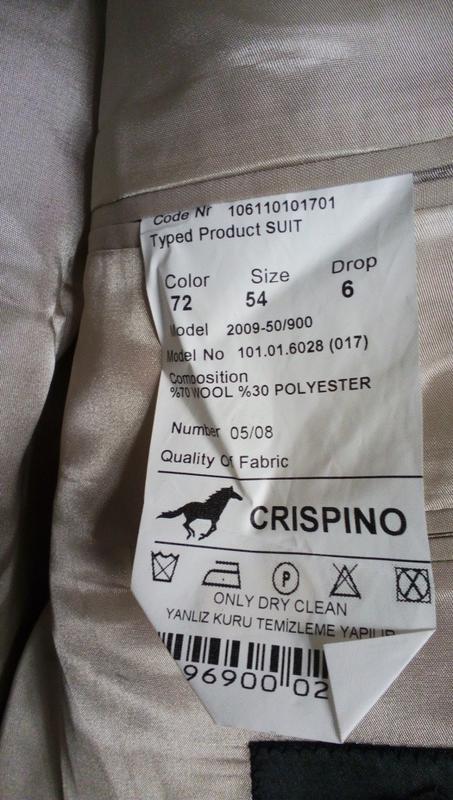 Code Nr 106110101701
Typed Product SUIT
Color Size Drop
72 54 6
Model 2009-50/900
Model No 101.01.6028 (017)
Composition
%70 WOOL %30 POLYESTER
Number 05/08
Quality Of Fabric
CRISPINO
P
ONLY DRY CLEAN
YANLIZ KURU TEMİZLEME YAPILIR
96900 02